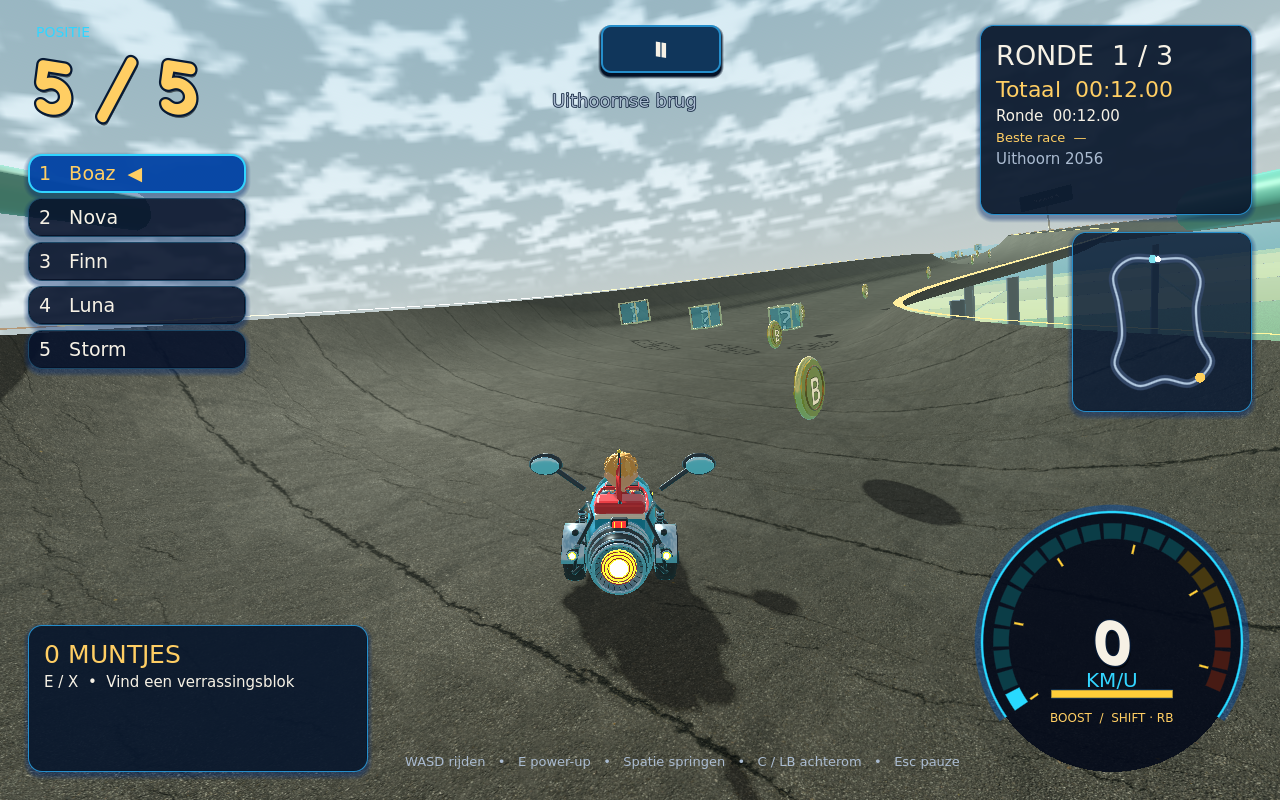 POSITIE
5 / 5
1 Boaz ◀
2 Nova
3 Finn
4 Luna
5 Storm
Uithoornse brug
RONDE 1 / 3
Totaal 00:12.00
Ronde 00:12.00
Beste race —
Uithoorn 2056
?
?
?
B
B
0 MUNTJES
E / X • Vind een verrassingsblok
0
KM/U
BOOST / SHIFT · RB
WASD rijden • E power-up • Spatie springen • C / LB achterom • Esc pauze